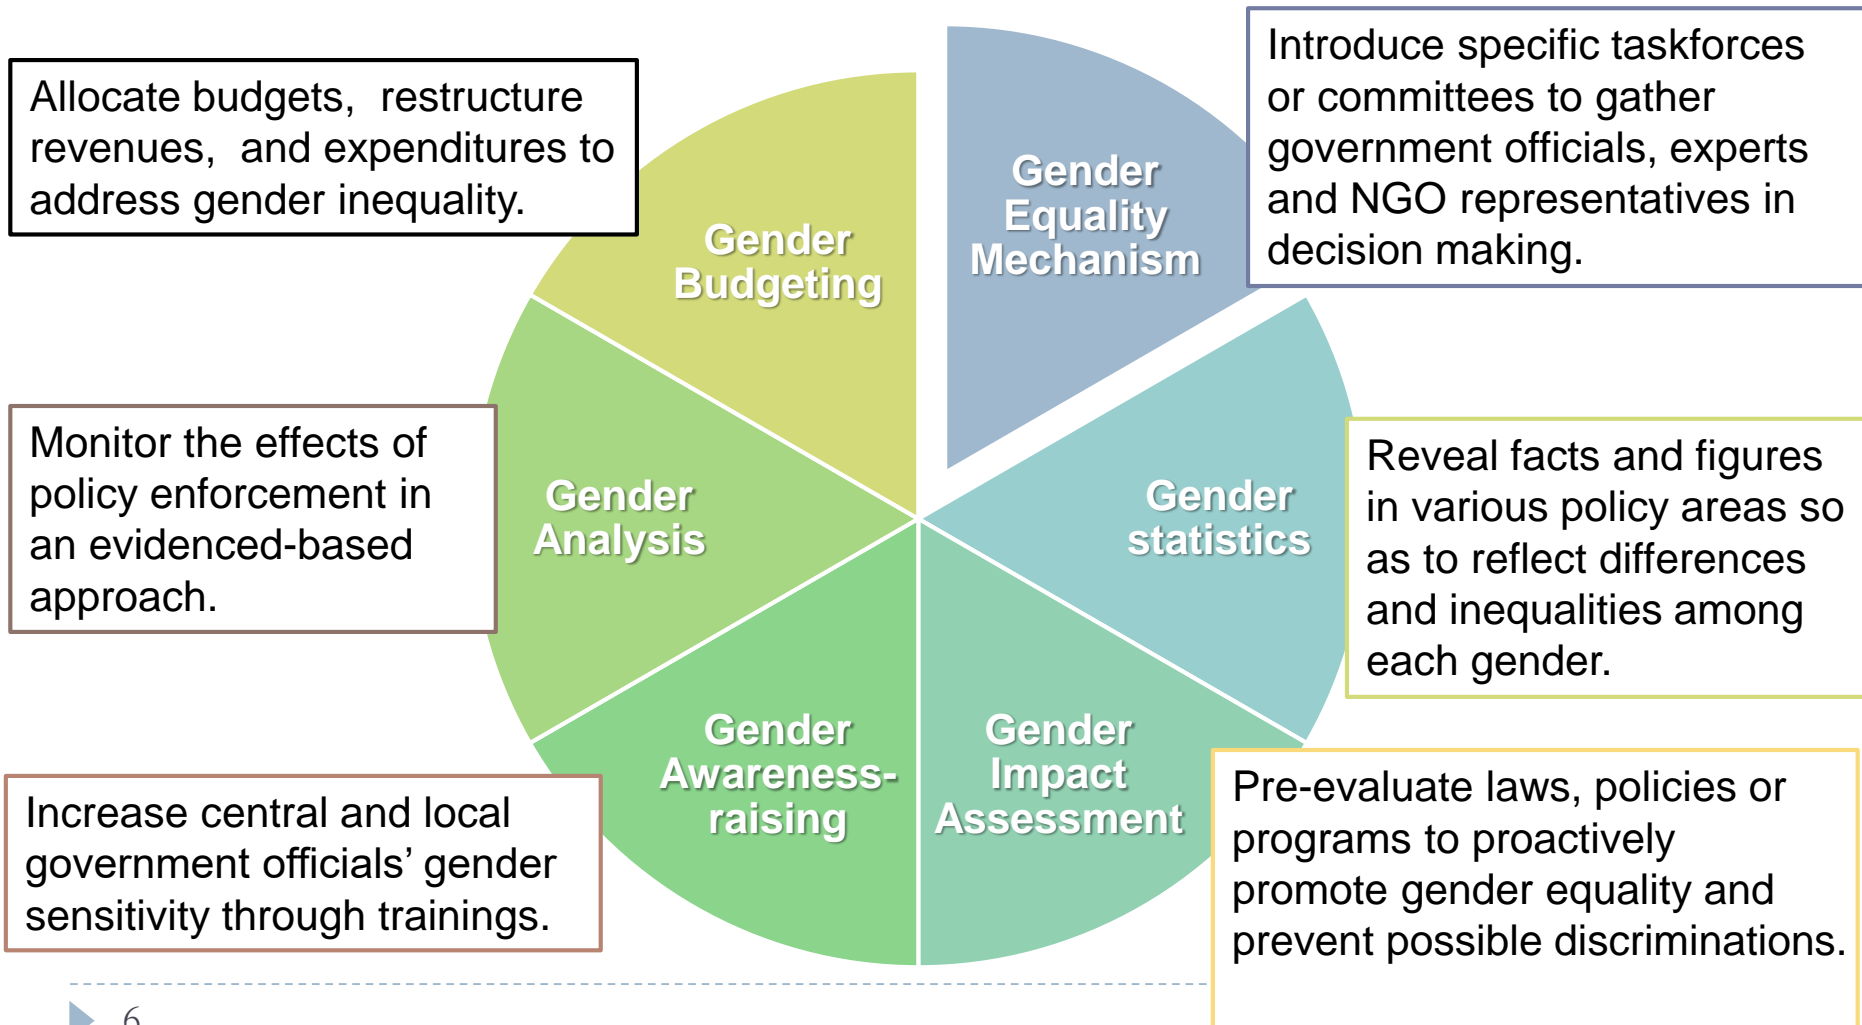 Allocate budgets,  restructure
revenues,  and expenditures to
address gender inequality.
Gender
Budgeting
Gender
Equality
Mechanism
Introduce specific taskforces
or committees to gather
government officials, experts
and NGO representatives in
decision making.
Monitor the effects of
policy enforcement in
an evidenced-based
approach.
Gender
Analysis
Gender
statistics
Reveal facts and figures
in various policy areas so
as to reflect differences
and inequalities among
each gender.
Increase central and local
government officials’ gender
sensitivity through trainings.
Gender
Awareness-
raising
Gender
Impact
Assessment
Pre-evaluate laws, policies or
programs to proactively
promote gender equality and
prevent possible discriminations.
6